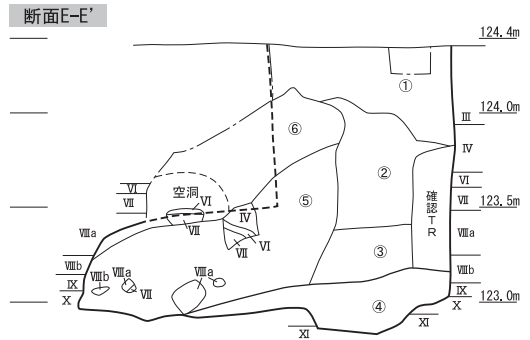 断面E-E’
124.4m
①
124.0m
Ⅲ
⑥
Ⅳ
②
Ⅵ
Ⅵ
Ⅶ
空洞
Ⅵ
Ⅶ
確認TR
123.5m
⑤
Ⅳ
Ⅷa
Ⅶ
Ⅵ
Ⅷa
Ⅶ
③
Ⅷb
Ⅷb
Ⅷa
Ⅷa
Ⅸ
Ⅶ
Ⅸ
123.0m
Ⅹ
④
Ⅹ
Ⅺ
Ⅺ